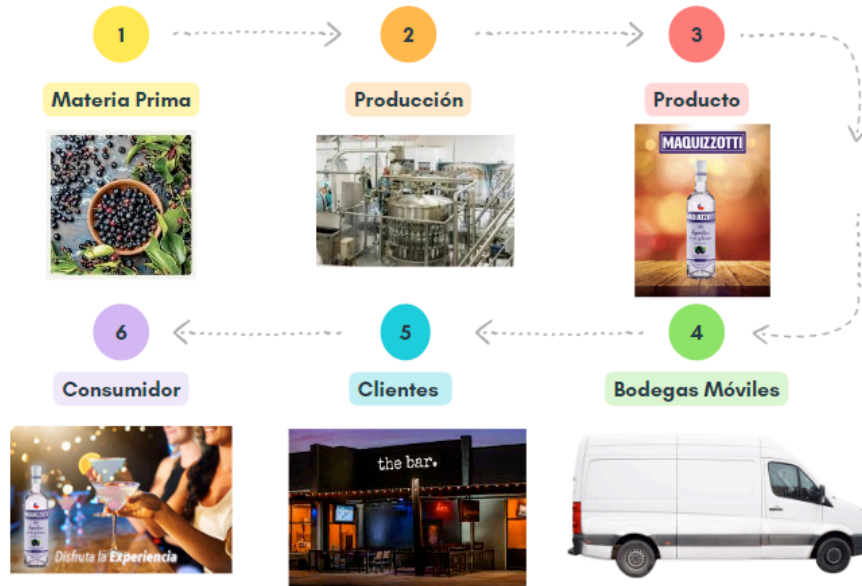 1
2
3
Materia Prima
Producción
Producto
MAQUIZZOTTI
MAQUIZZOTTI
4
Bodegas Móviles
5
Clientes
the bar.
6
Consumidor
Disfruta la Experiencia